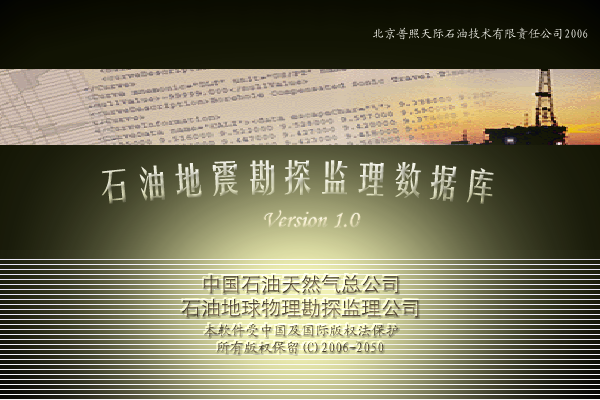 北京普照天际石油技术有限责任公司2006
石油地震勘探监理数据库
Version 1.0
中国石油天然气总公司
石油地球物理勘探监理公司
本软件受中国及国际版权法保护
所有版权保留(C)2006-2050